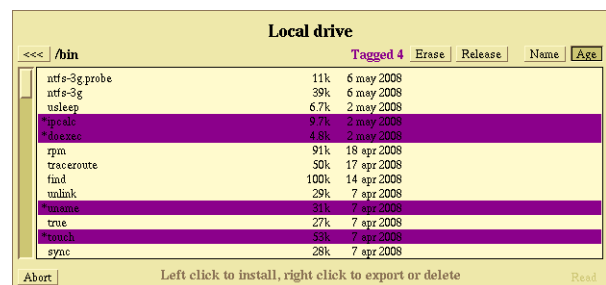 Local drive
<<< /bin Tagged 4 Erase Release Name Age
ntfs-3g.probe 11k 6 may 2008
ntfs-3g 39k 6 may 2008
usleep 6.7k 2 may 2008
*ipcalc 9.7k 2 may 2008
*doexec 4.8k 2 may 2008
rpm 91k 18 apr 2008
traceroute 50k 17 apr 2008
find 100k 14 apr 2008
unlink 29k 7 apr 2008
*uname 31k 7 apr 2008
true 27k 7 apr 2008
*touch 53k 7 apr 2008
sync 28k 7 apr 2008
Abort Left click to install, right click to export or delete Read